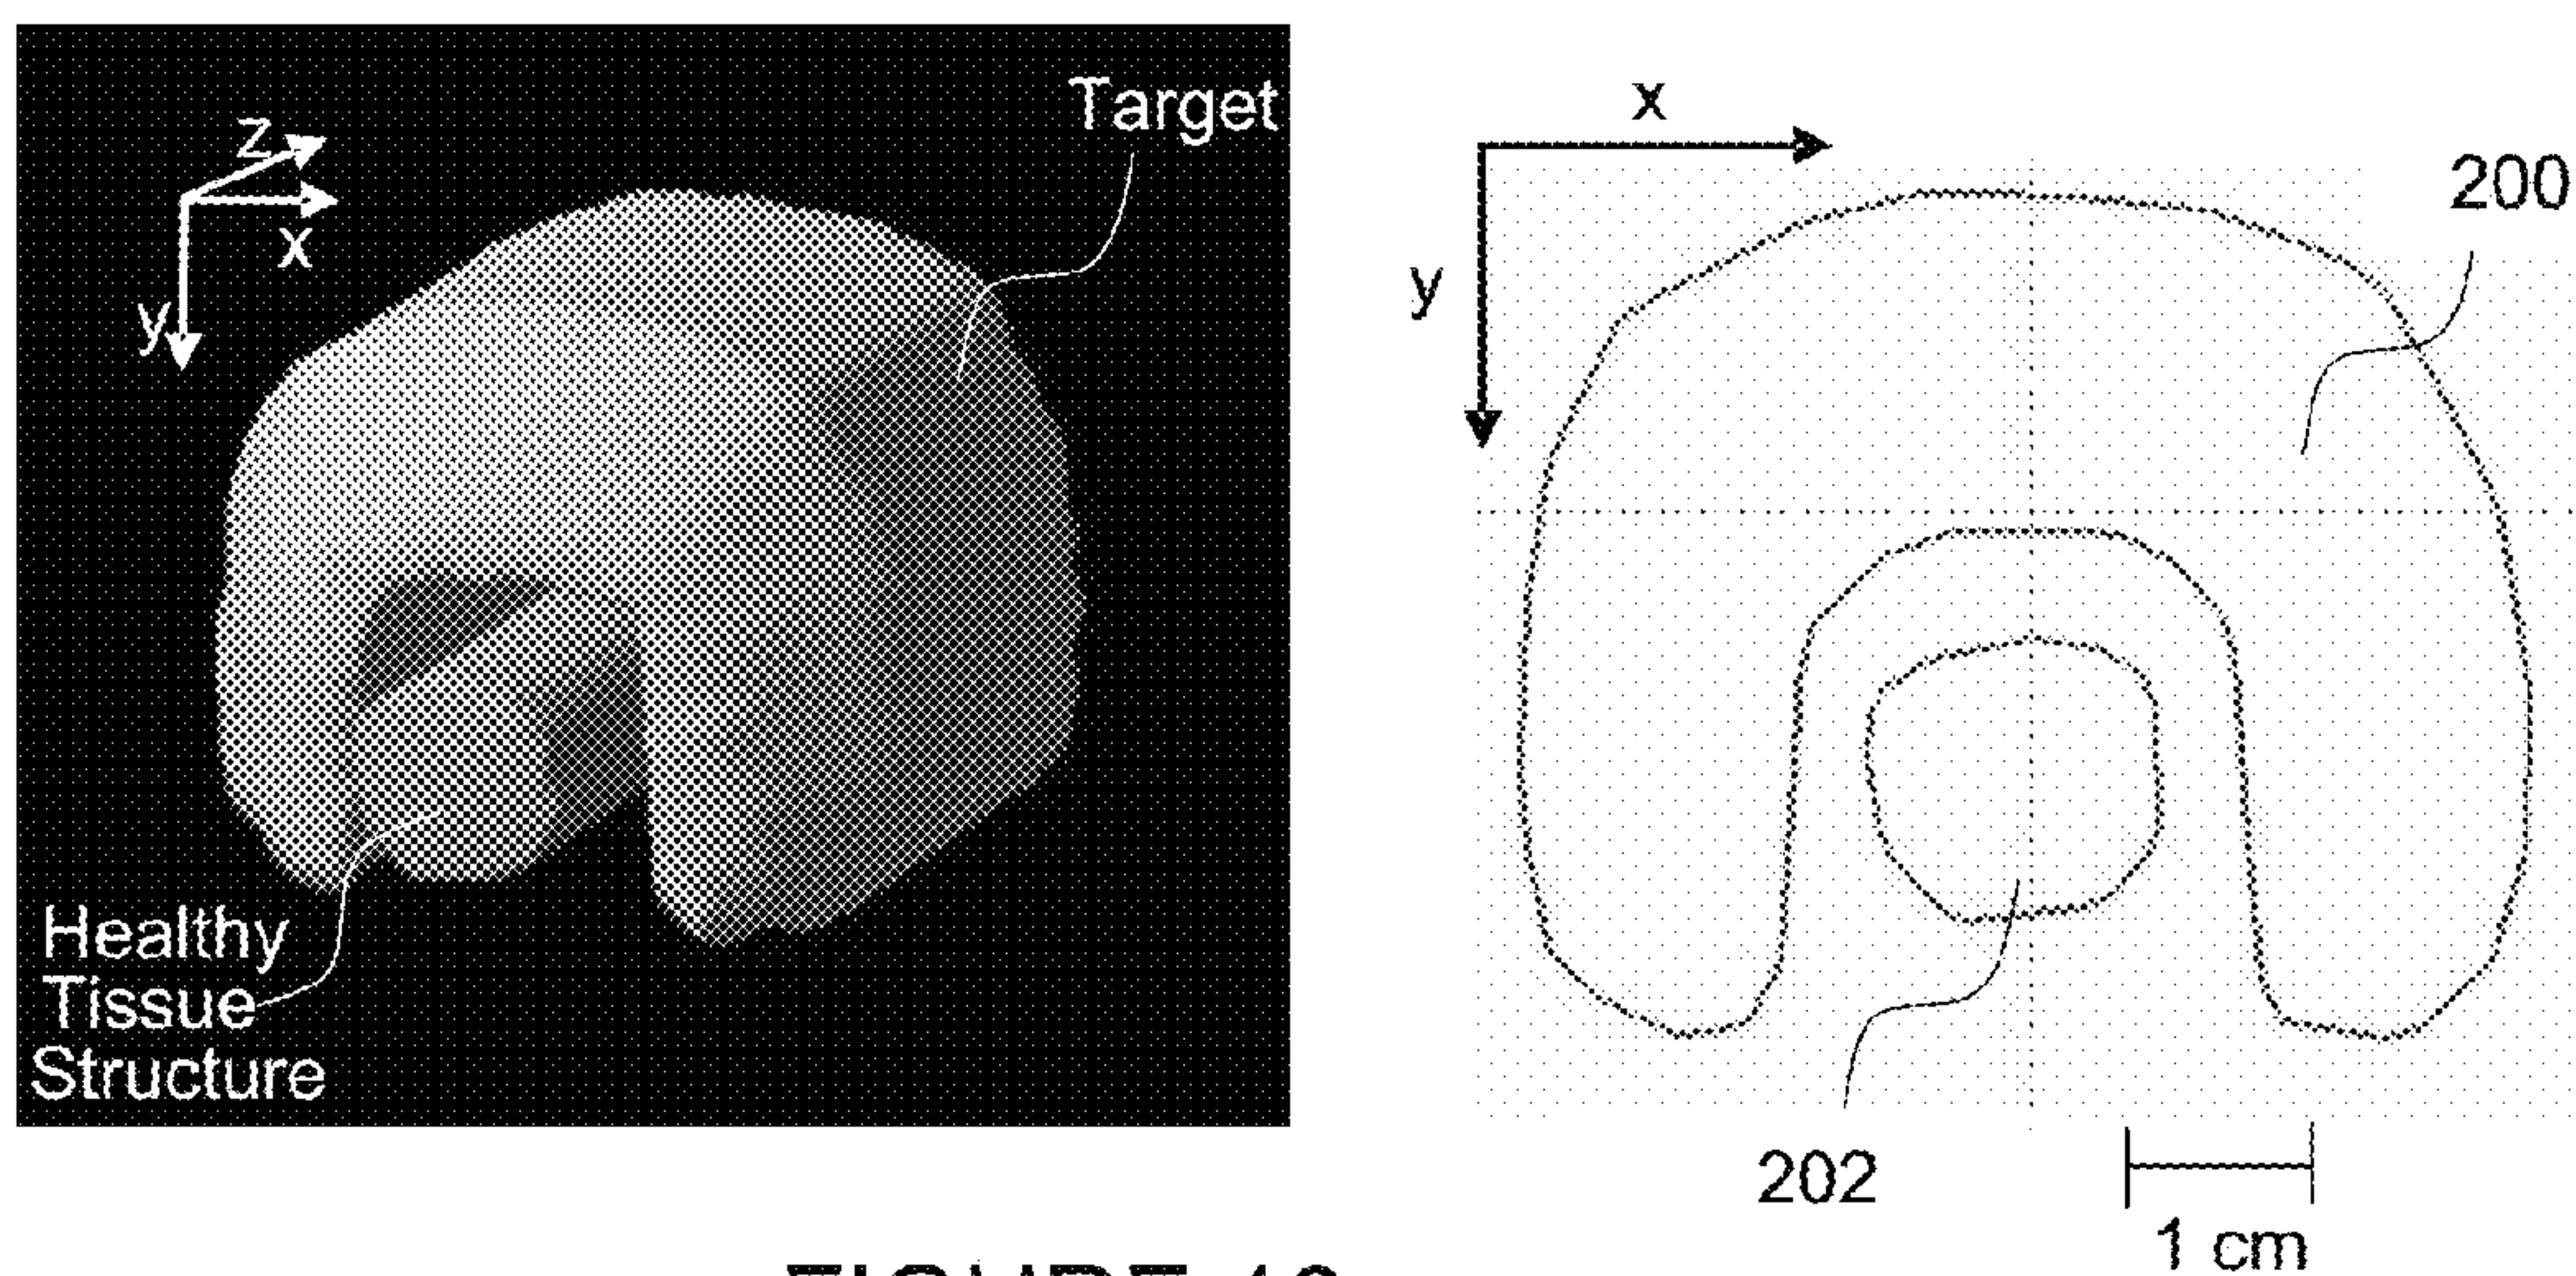 Target
z
x
y
Healthy
Tissue
Structure
x
y
200
202
1 cm